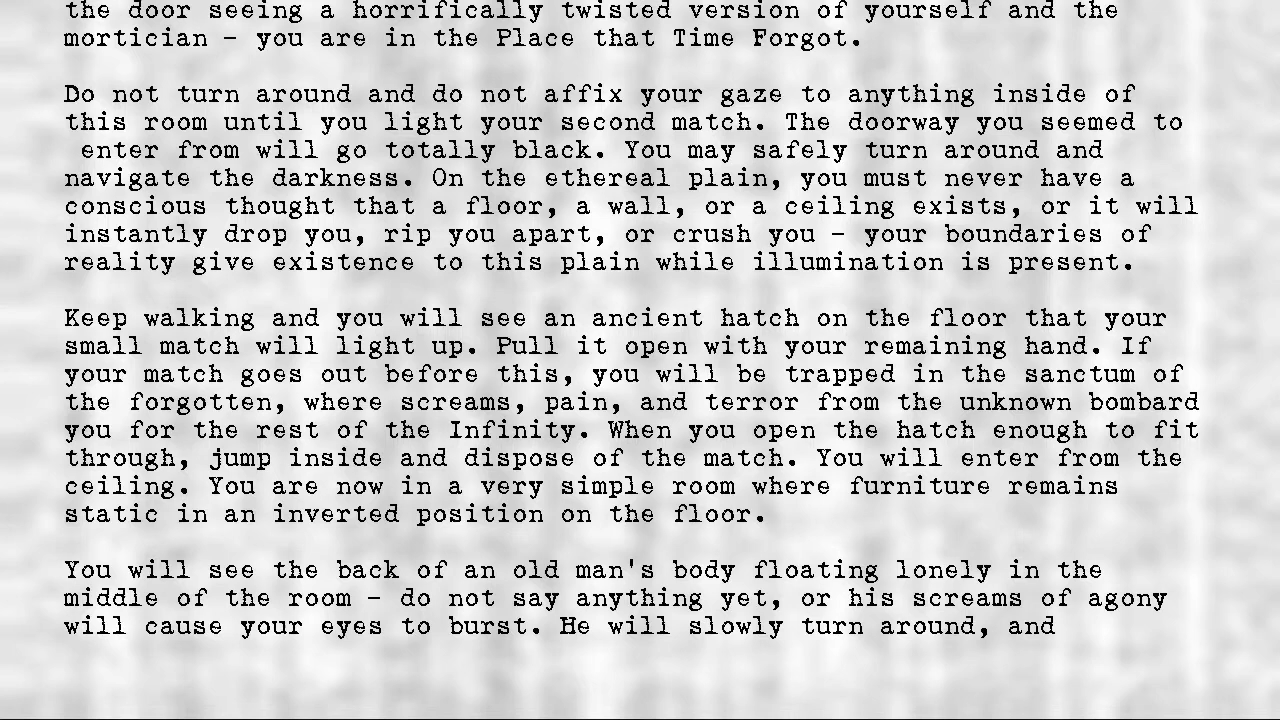 the door seeing a horrifically twisted version of yourself and the
mortician - you are in the Place that Time Forgot.
Do not turn around and do not affix your gaze to anything inside of
this room until you light your second match. The doorway you seemed to
enter from will go totally black. You may safely turn around and
navigate the darkness. On the ethereal plain, you must never have a
conscious thought that a floor, a wall, or a ceiling exists, or it will
instantly drop you, rip you apart, or crush you - your boundaries of
reality give existence to this plain while illumination is present.
Keep walking and you will see an ancient hatch on the floor that your
small match will light up. Pull it open with your remaining hand. If
your match goes out before this, you will be trapped in the sanctum of
the forgotten, where screams, pain, and terror from the unknown bombard
you for the rest of the Infinity. When you open the hatch enough to fit
through, jump inside and dispose of the match. You will enter from the
ceiling. You are now in a very simple room where furniture remains
static in an inverted position on the floor.
You will see the back of an old man's body floating lonely in the
middle of the room - do not say anything yet, or his screams of agony
will cause your eyes to burst. He will slowly turn around, and